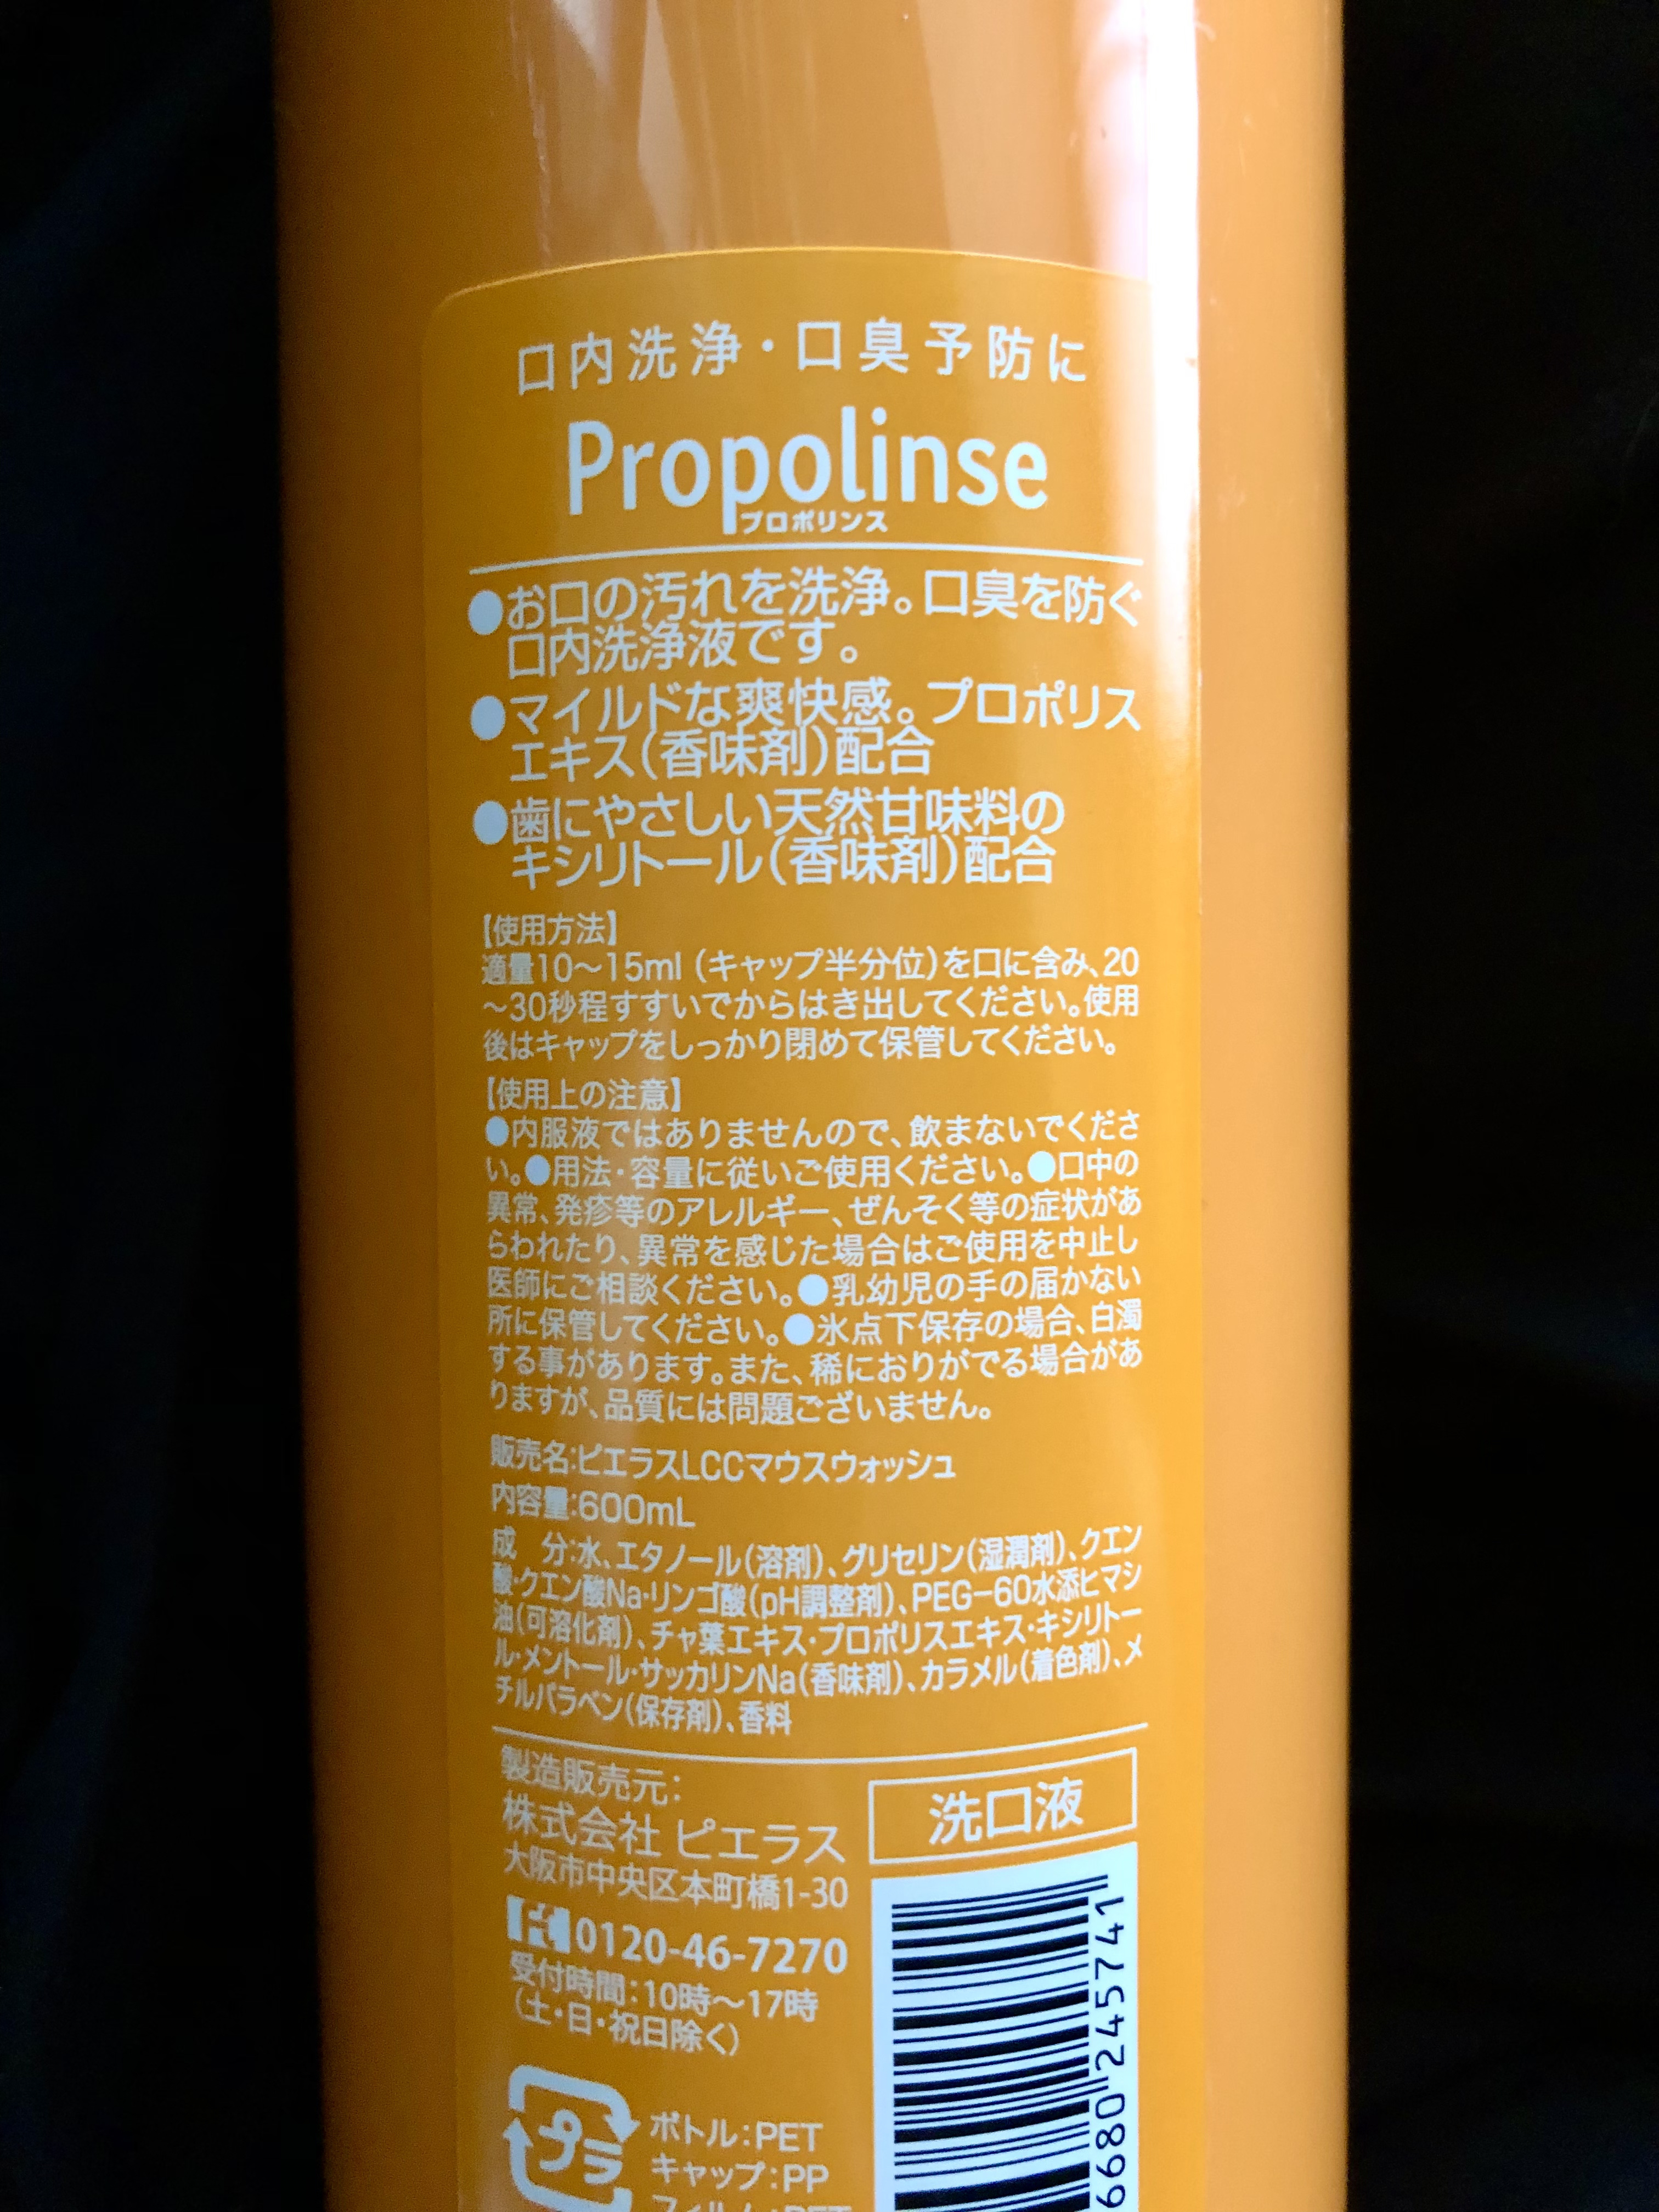 口内洗浄・口臭予防に
Propolinse
プロポリンス
●お口の汚れを洗浄。口臭を防ぐ
口内洗浄液です。
●マイルドな爽快感。プロポリス
エキス(香味剤)配合
●歯にやさしい天然甘味料の
キシリトール(香味剤)配合
【使用方法】
適量10〜15ml (キャップ半分位)を口に含み、20
〜30秒程すすいでからはき出してください。使用
後はキャップをしっかり閉めて保管してください。
【使用上の注意】
●内服液ではありませんので、飲まないでくださ
い。●用法・容量に従いご使用ください。●口中の
異常、発疹等のアレルギー、ぜんそく等の症状があ
らわれたり、異常を感じた場合はご使用を中止し
医師にご相談ください。●乳幼児の手の届かない
所に保管してください。●氷点下保存の場合、白濁
する事があります。また、稀におりがでる場合があ
りますが、品質には問題ございません。
販売名:ピエラスLCCマウスウォッシュ
内容量:600mL
成　分:水、エタノール(溶剤)、グリセリン(湿潤剤)、クエン
酸・クエン酸Na・リンゴ酸(pH調整剤)、PEG-60水添ヒマシ
油(可溶化剤)、チャ葉エキス・プロポリスエキス・キシリトー
ル・メントール・サッカリンNa(香味剤)、カラメル(着色剤)、メ
チルパラベン(保存剤)、香料
製造販売元:
株式会社 ピエラス
大阪市中央区本町橋1-30
0120-46-7270
受付時間:10時〜17時
(土・日・祝日除く)
洗口液
プラ
ボトル:PET
キャップ:PP
フィルム:PET
6680245741